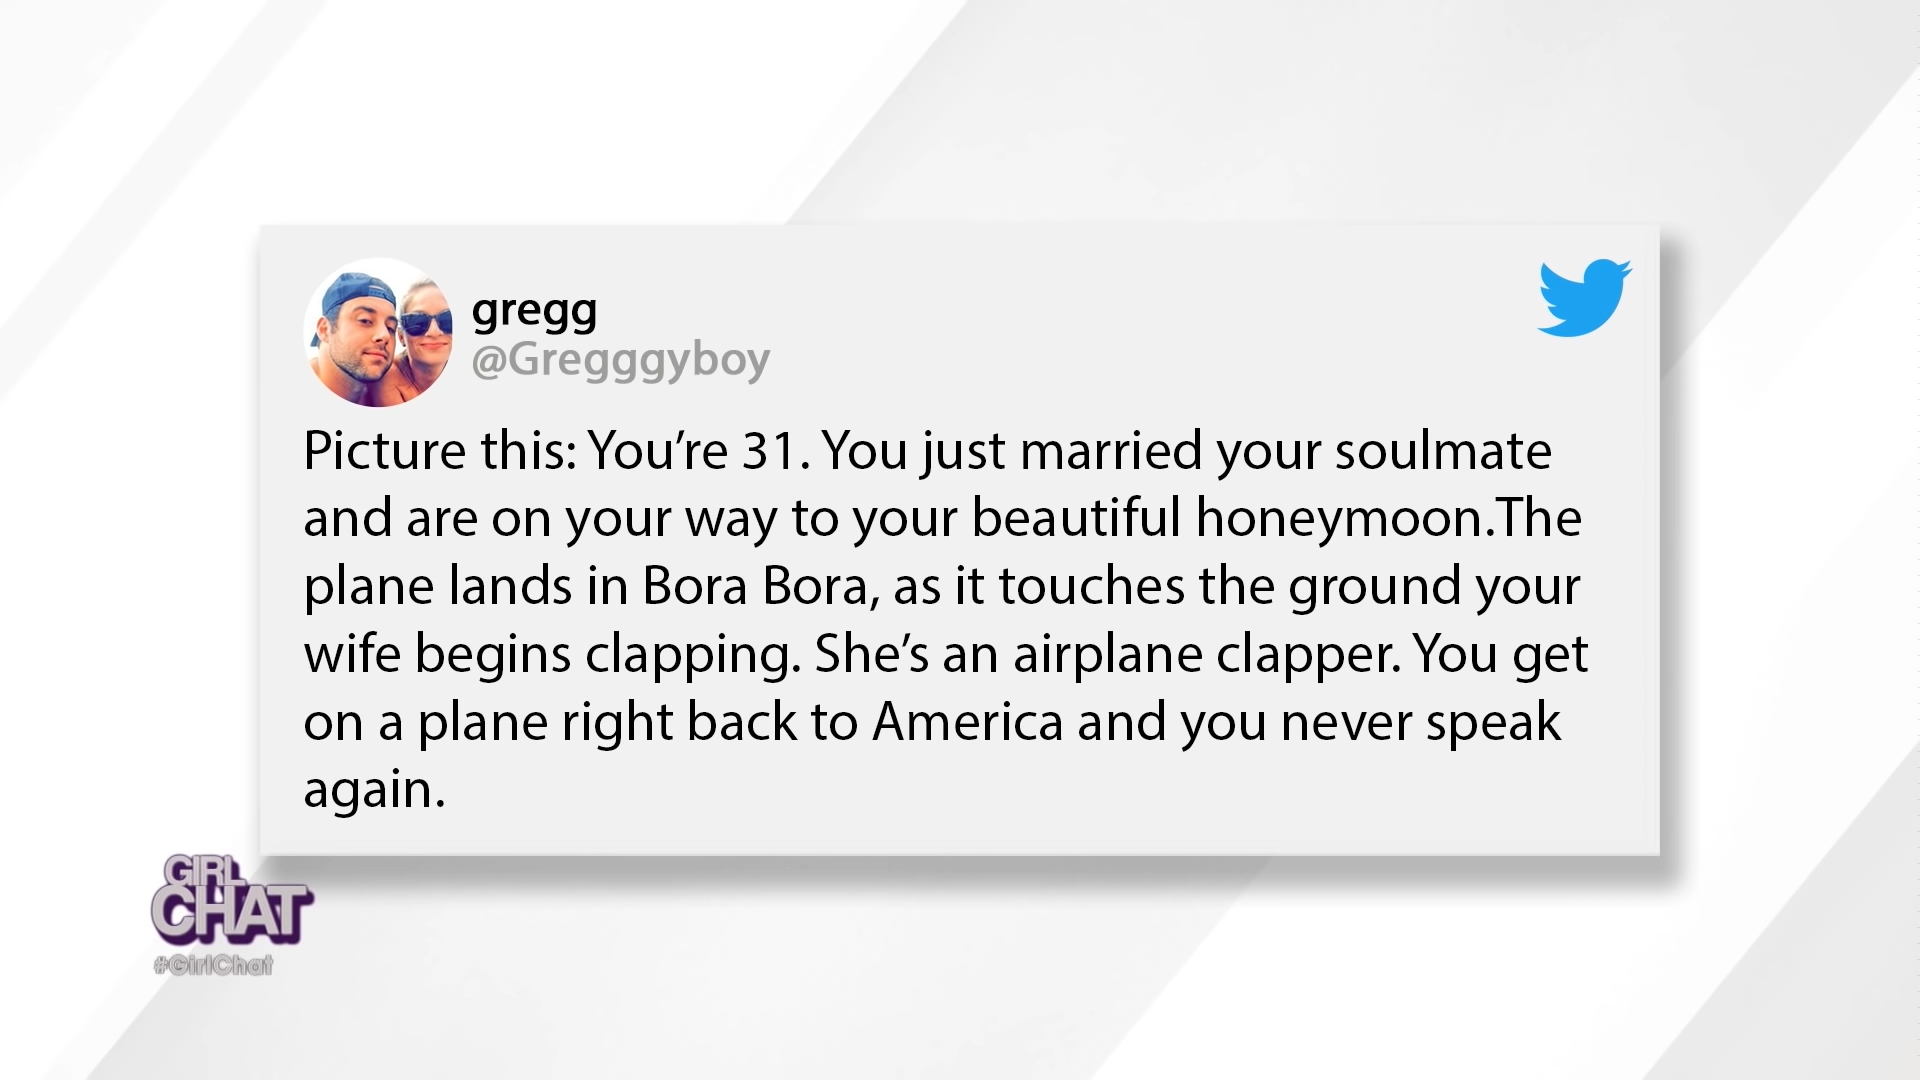 gregg
@Gregggyboy
Picture this: You’re 31. You just married your soulmate
and are on your way to your beautiful honeymoon.The
plane lands in Bora Bora, as it touches the ground your
wife begins clapping. She’s an airplane clapper. You get
on a plane right back to America and you never speak
again.
GIRL
CHAT
#GirlChat